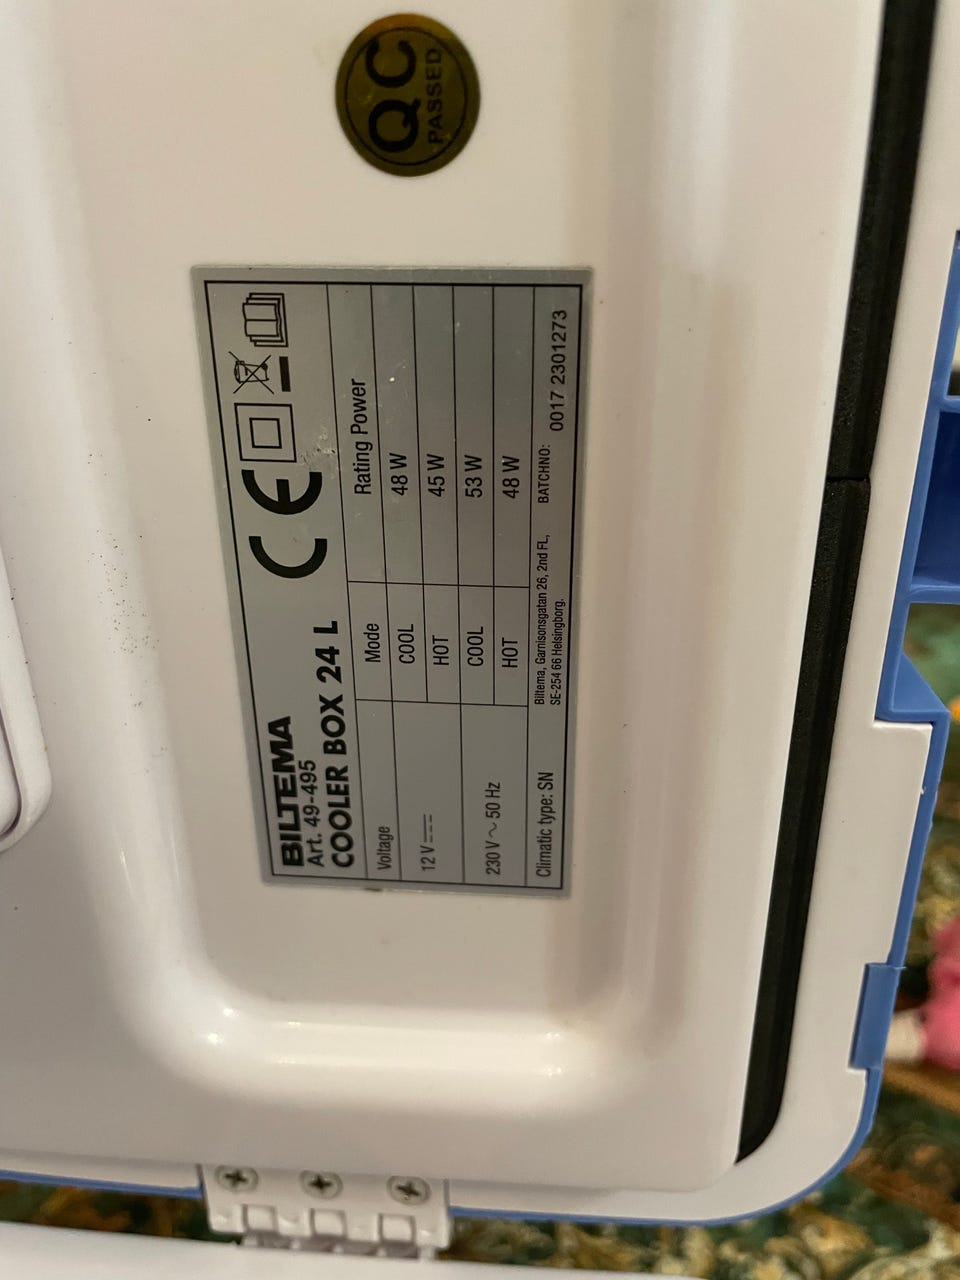 QC
PASSED
BILTEMA
Art. 49-495
COOLER BOX 24 L
CE
Voltage Mode Rating Power
12 V COOL 48 W
HOT 45 W
230 V ~ 50 Hz COOL 53 W
HOT 48 W
Climatic type: SN
Biltema, Garnisonsgatan 26, 2nd FL,
SE-254 66 Helsingborg.
BATCHNO: 0017 2301273